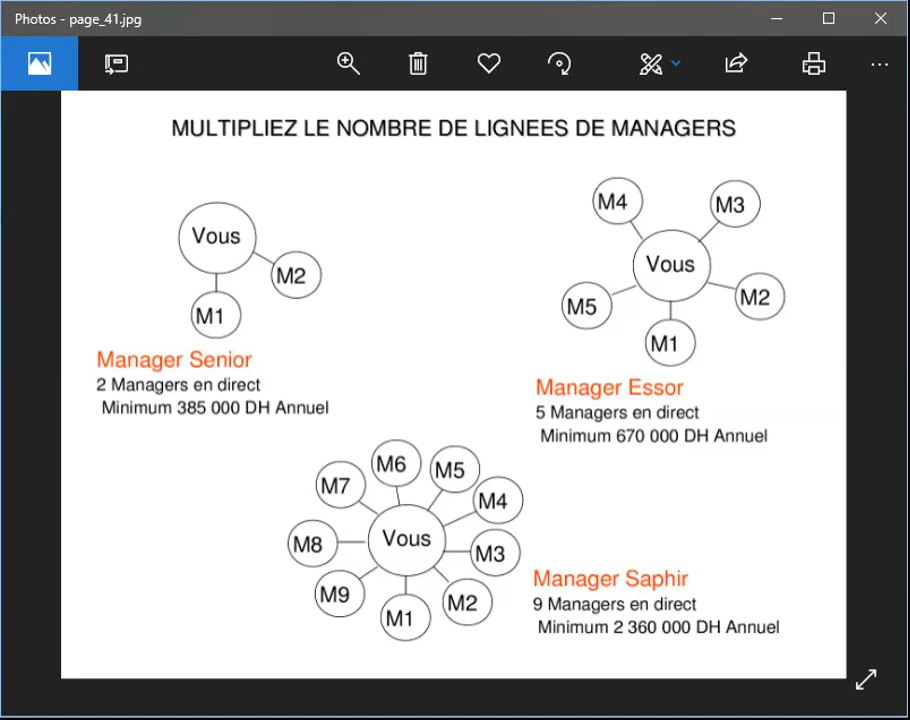 Photos - page_41.jpg
MULTIPLIEZ LE NOMBRE DE LIGNEES DE MANAGERS
Vous
M2
M1
Manager Senior
2 Managers en direct
Minimum 385 000 DH Annuel
M4
M3
Vous
M5
M2
M1
Manager Essor
5 Managers en direct
Minimum 670 000 DH Annuel
M6
M5
M7
M4
Vous
M8
M3
M9
M2
M1
Manager Saphir
9 Managers en direct
Minimum 2 360 000 DH Annuel